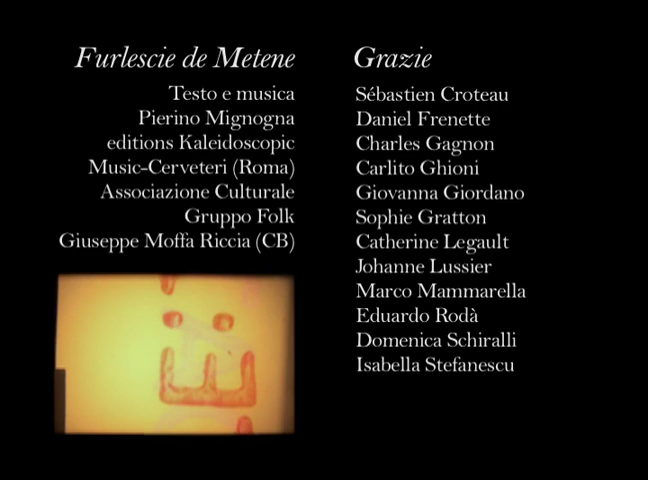 Furlescie de Metene
Testo e musica
Pierino Mignogna
editions Kaleidoscopic
Music-Cerveteri (Roma)
Associazione Culturale
Gruppo Folk
Giuseppe Moffa Riccia (CB)
Grazie
Sébastien Croteau
Daniel Frenette
Charles Gagnon
Carlito Ghioni
Giovanna Giordano
Sophie Gratton
Catherine Legault
Johanne Lussier
Marco Mammarella
Eduardo Rodà
Domenica Schiralli
Isabella Stefanescu